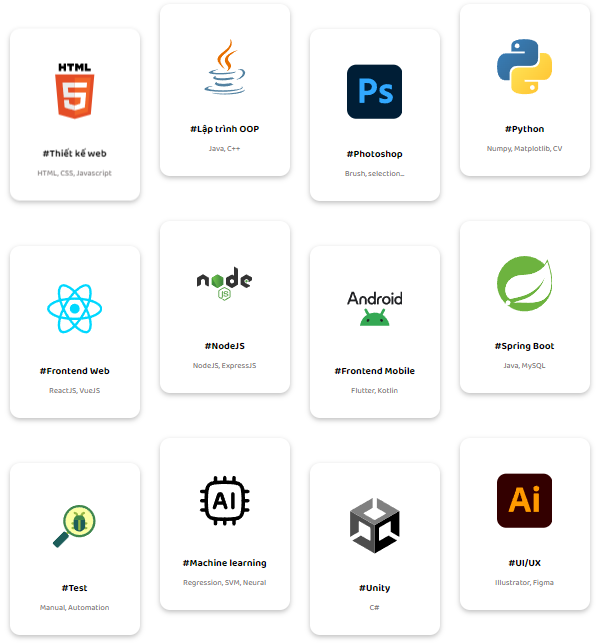 HTML
5
#Thiết kế web
HTML, CSS, Javascript
#Lập trình OOP
Java, C++
Ps
#Photoshop
Brush, selection...
#Python
Numpy, Matplotlib, CV
#Frontend Web
ReactJS, VueJS
node
JS
#NodeJS
NodeJS, ExpressJS
Android
#Frontend Mobile
Flutter, Kotlin
#Spring Boot
Java, MySQL
#Test
Manual, Automation
AI
#Machine learning
Regression, SVM, Neural
#Unity
C#
Ai
#UI/UX
Illustrator, Figma